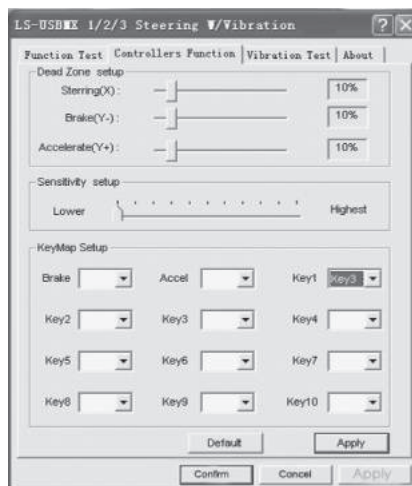 LS-USBMX 1/2/3 Steering W/Vibration
Function Test Controllers Function Vibration Test About
Dead Zone setup
Sterring(X) : 10%
Brake(Y-) : 10%
Accelerate(Y+) : 10%
Sensitivity setup
Lower Highest
KeyMap Setup
Brake Accel Key1 Key3
Key2 Key3 Key4
Key5 Key6 Key7
Key8 Key9 Key10
Default Apply
Confirm Concel Apply